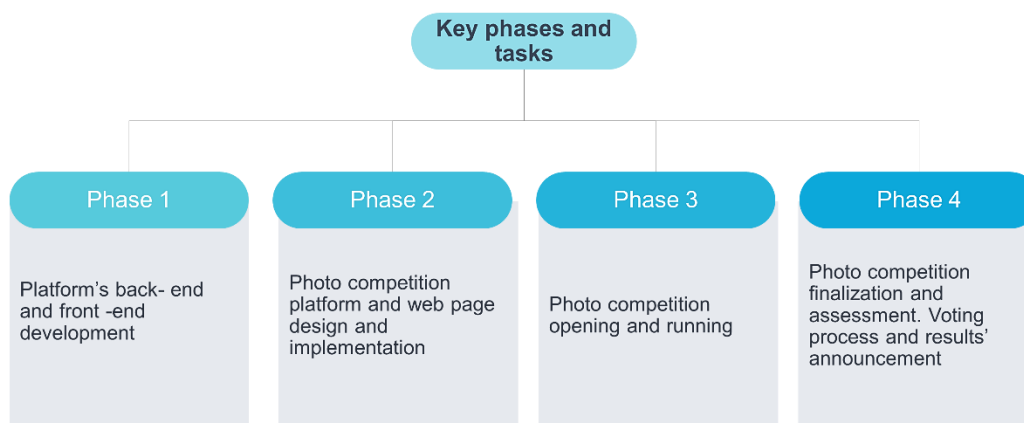 Key phases and
tasks
Phase 1
Phase 2
Phase 3
Phase 4
Platform’s back- end
and front -end
development
Photo competition
platform and web page
design and
implementation
Photo competition
opening and running
Photo competition
finalization and
assessment. Voting
process and results’
announcement